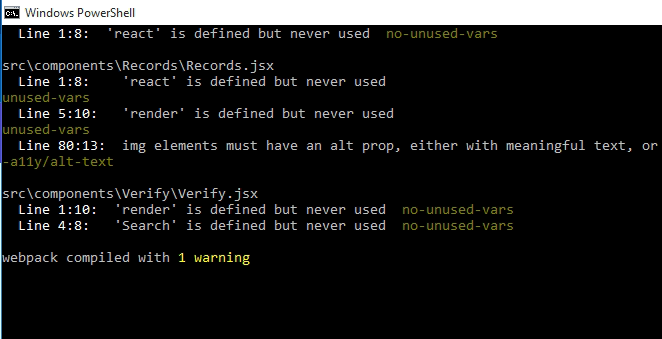 Windows PowerShell
Line 1:8: 'react' is defined but never used no-unused-vars
src\components\Records\Records.jsx
Line 1:8: 'react' is defined but never used
unused-vars
Line 5:10: 'render' is defined but never used
unused-vars
Line 80:13: img elements must have an alt prop, either with meaningful text, or
-a11y/alt-text
src\components\Verify\Verify.jsx
Line 1:10: 'render' is defined but never used no-unused-vars
Line 4:8: 'Search' is defined but never used no-unused-vars
webpack compiled with 1 warning